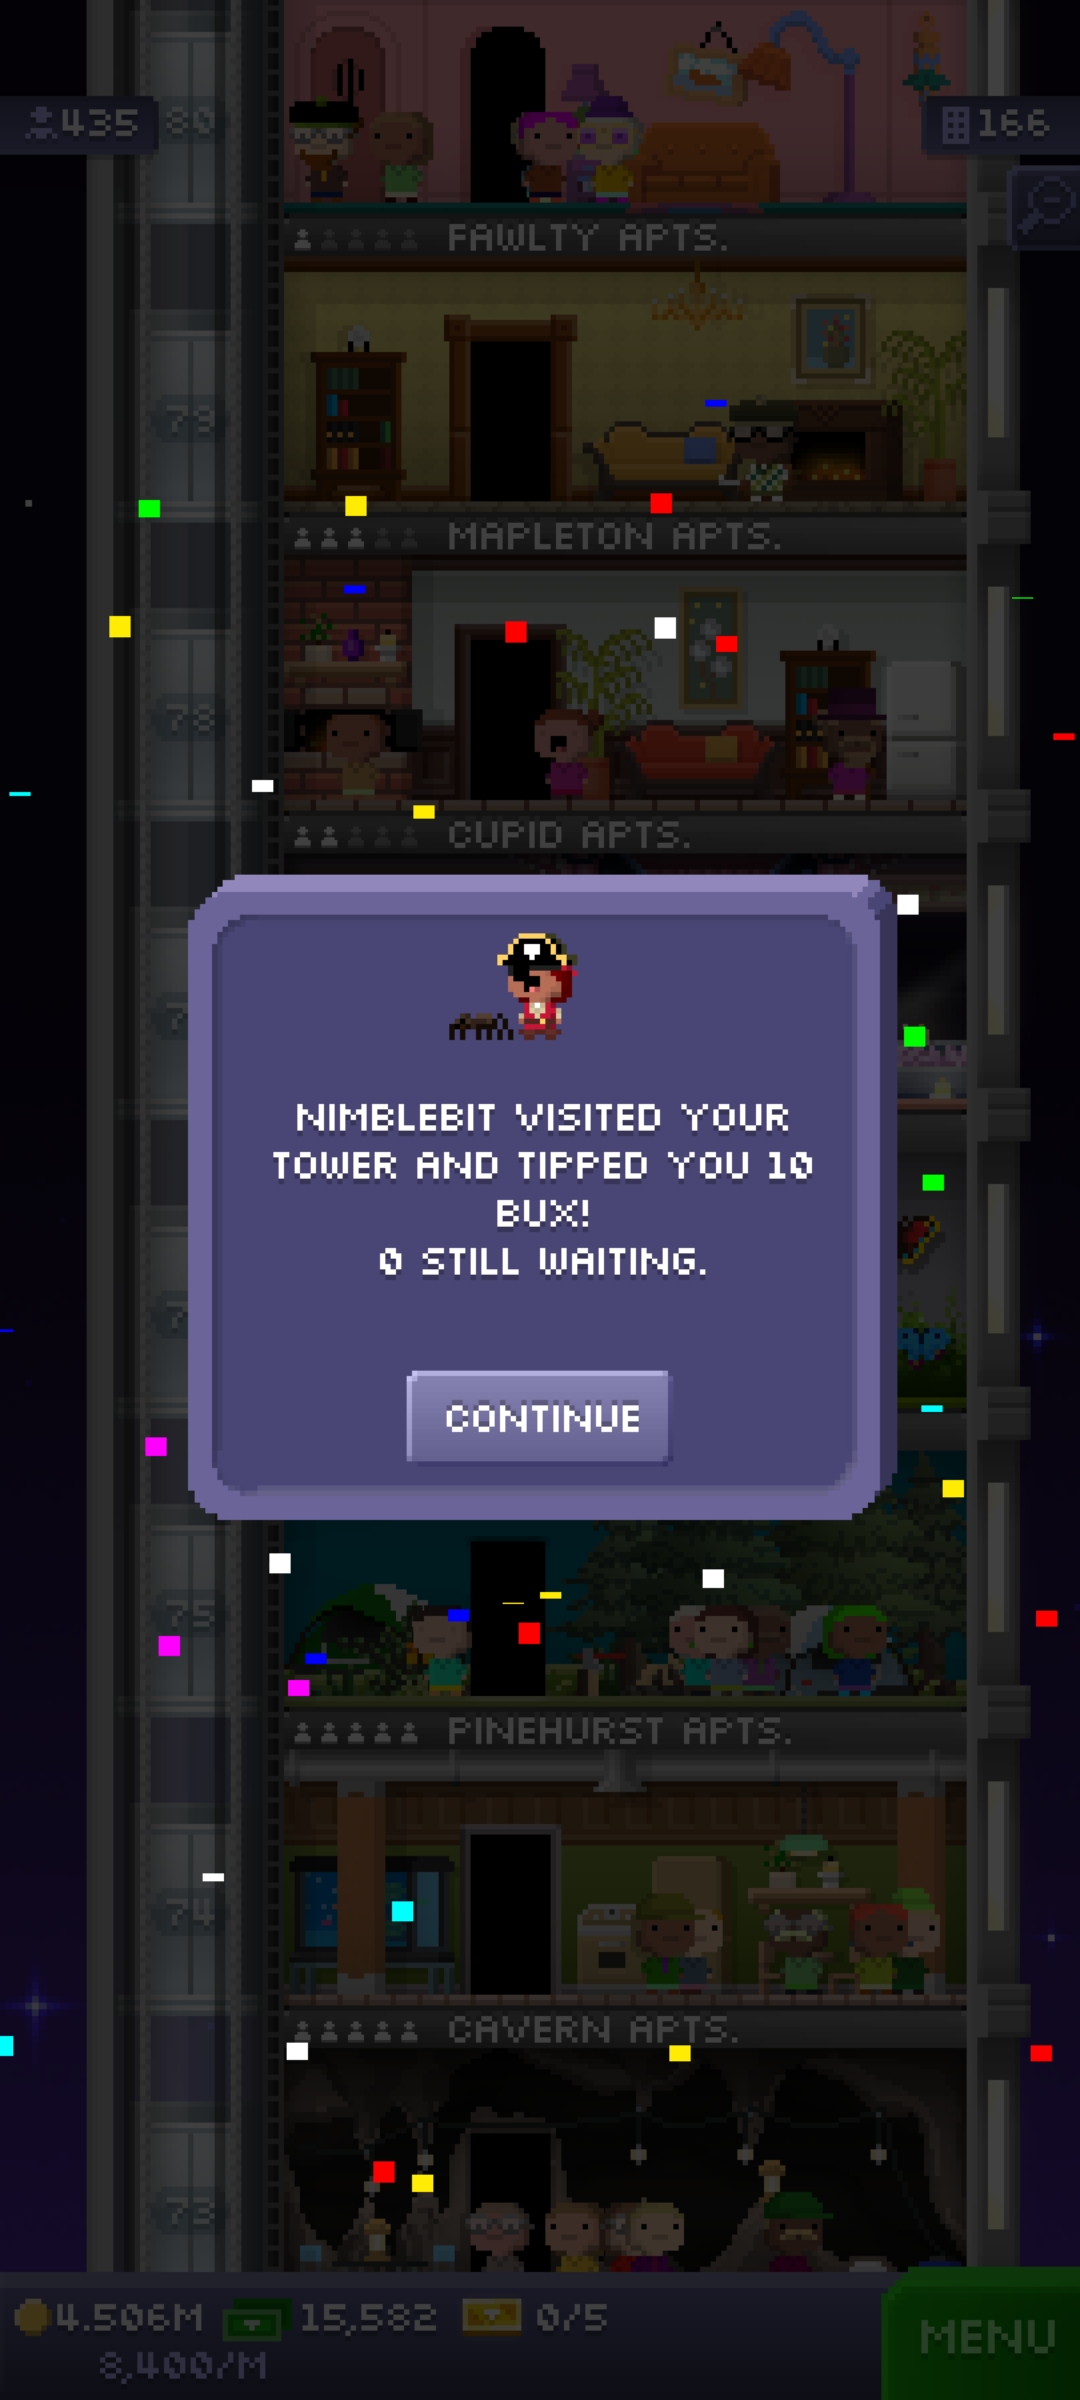 435
80
166
FAWLTY APTS.
79
MAPLETON APTS.
78
CUPID APTS.
NIMBLEBIT VISITED YOUR
TOWER AND TIPPED YOU 10
BUX!
0 STILL WAITING.
CONTINUE
75
PINEHURST APTS.
74
CAVERN APTS.
73
4.506M 15,582 0/5
8,400/M
MENU